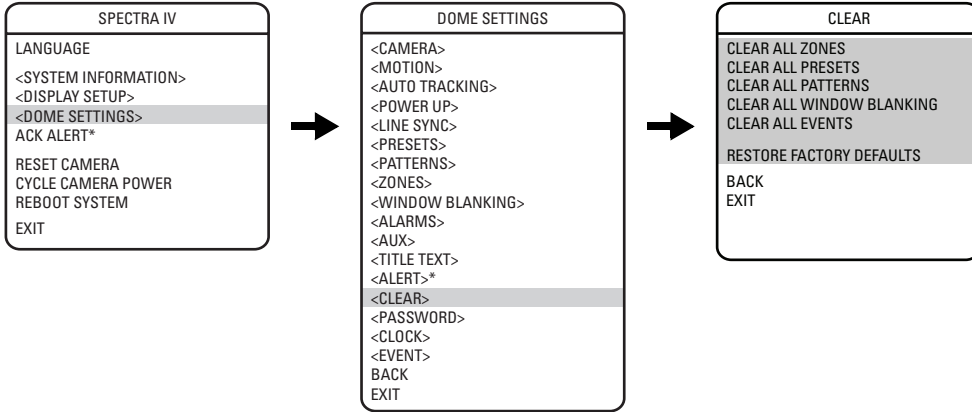 SPECTRA IV
LANGUAGE
<SYSTEM INFORMATION>
<DISPLAY SETUP>
<DOME SETTINGS>
ACK ALERT*
RESET CAMERA
CYCLE CAMERA POWER
REBOOT SYSTEM
EXIT
DOME SETTINGS
<CAMERA>
<MOTION>
<AUTO TRACKING>
<POWER UP>
<LINE SYNC>
<PRESETS>
<PATTERNS>
<ZONES>
<WINDOW BLANKING>
<ALARMS>
<AUX>
<TITLE TEXT>
<ALERT>*
<CLEAR>
<PASSWORD>
<CLOCK>
<EVENT>
BACK
EXIT
CLEAR
CLEAR ALL ZONES
CLEAR ALL PRESETS
CLEAR ALL PATTERNS
CLEAR ALL WINDOW BLANKING
CLEAR ALL EVENTS
RESTORE FACTORY DEFAULTS
BACK
EXIT